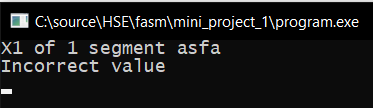 C:\source\HSE\fasm\mini_project_1\program.exe
X1 of 1 segment asfa
Incorrect value